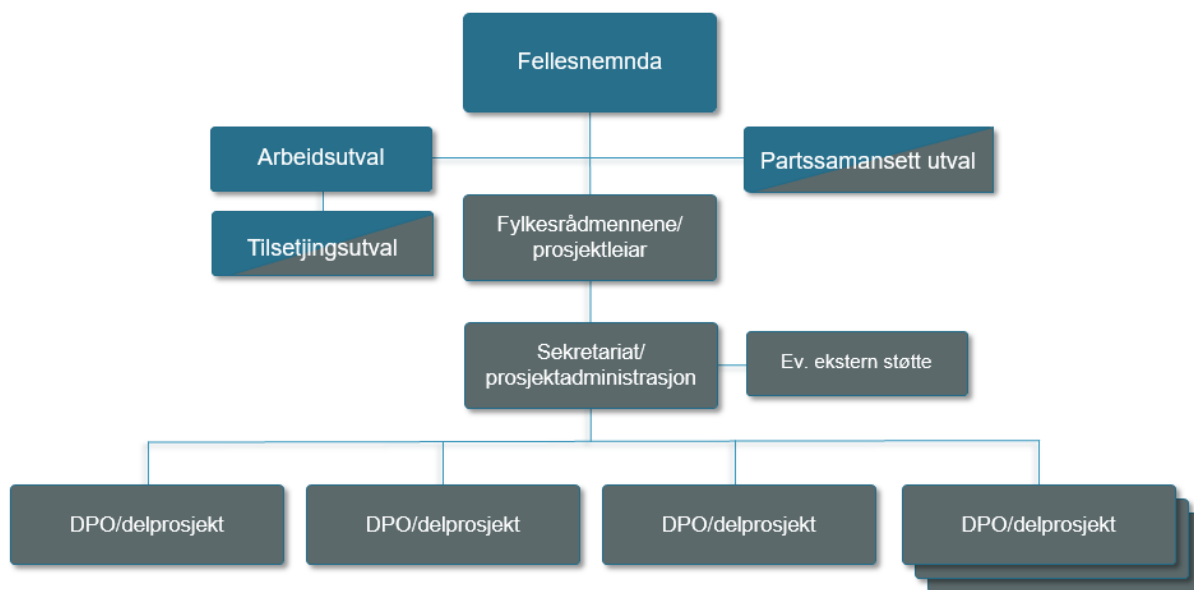 Fellesnemnda
Arbeidsutval
Partssamansett utval
Tilsetjingsutval
Fylkesrådmennene/
prosjektleiar
Sekretariat/
prosjektadministrasjon
Ev. ekstern støtte
DPO/delprosjekt
DPO/delprosjekt
DPO/delprosjekt
DPO/delprosjekt